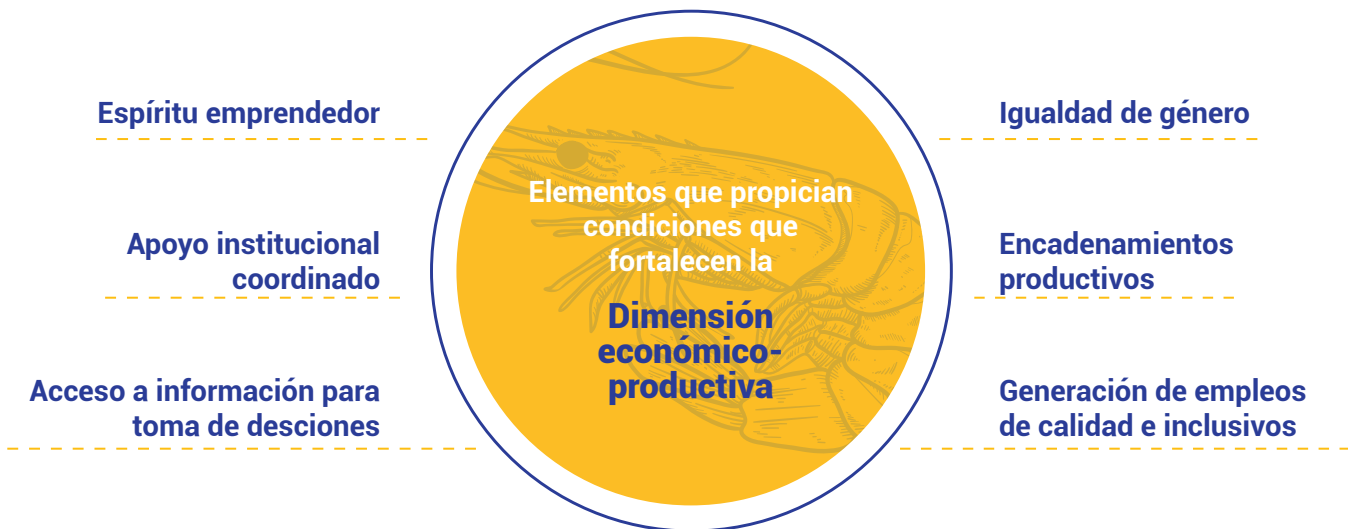 Espíritu emprendedor
Apoyo institucional
coordinado
Acceso a información para
toma de desciones
Elementos que propician
condiciones que
fortalecen la
Dimensión
económico-
productiva
Igualdad de género
Encadenamientos
productivos
Generación de empleos
de calidad e inclusivos